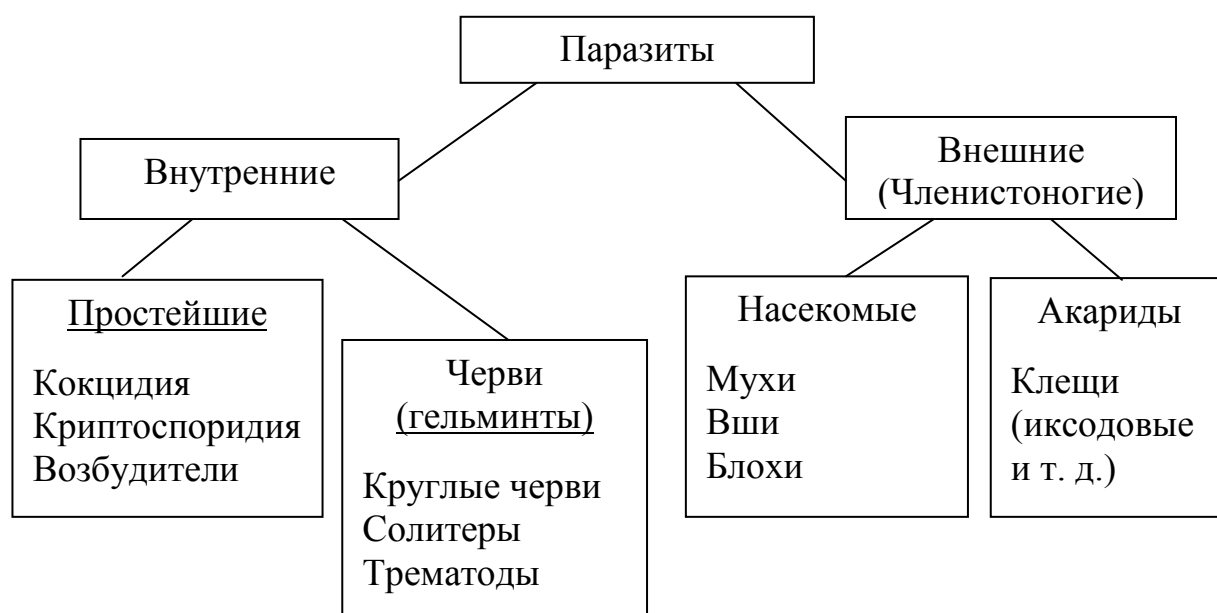 Паразиты
Внутренние
Внешние
(Членистоногие)
Простейшие
Кокцидия
Криптоспоридия
Возбудители
Черви
(гельминты)
Круглые черви
Солитеры
Трематоды
Насекомые
Мухи
Вши
Блохи
Акариды
Клещи
(иксодовые
и т. д.)